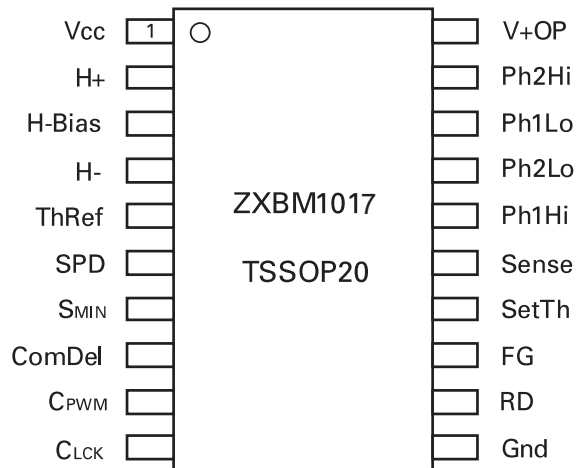 Vcc 1 V+OP
H+ Ph2Hi
H-Bias Ph1Lo
H- Ph2Lo
ZXBM1017
ThRef Ph1Hi
SPD Sense
TSSOP20
SMIN SetTh
ComDel FG
CPWM RD
CLCK Gnd